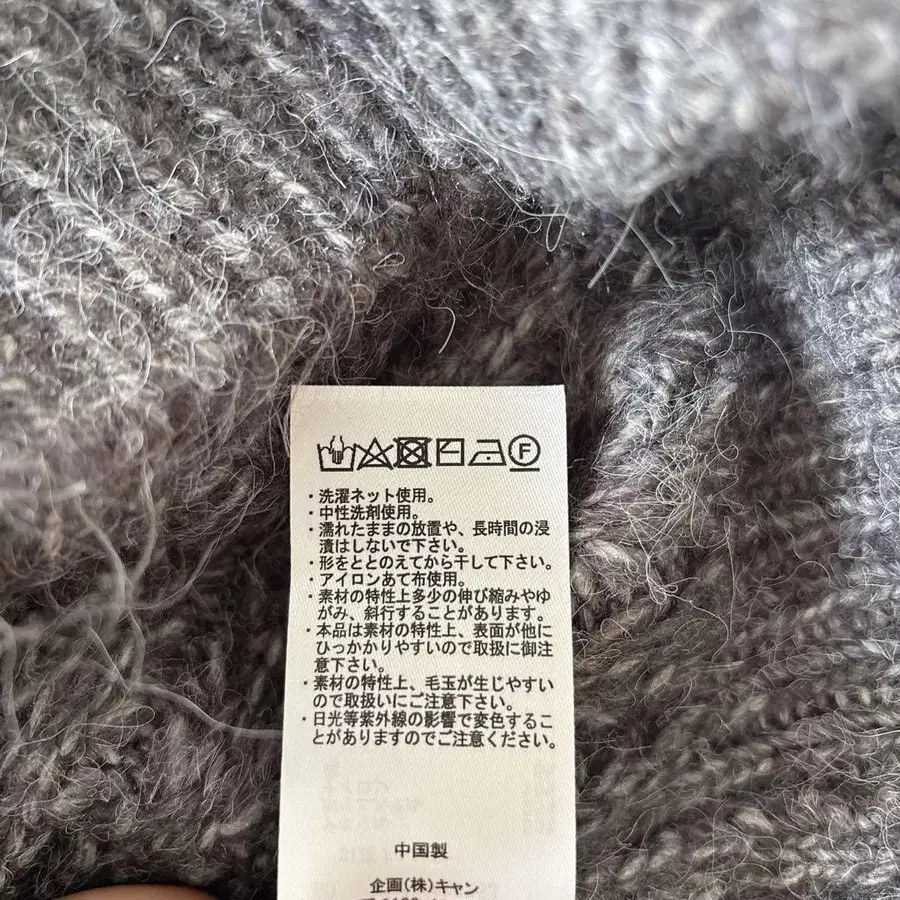 F
・洗濯ネット使用。
・中性洗剤使用。
・濡れたままの放置や、長時間の浸
漬はしないで下さい。
・形をととのえてから干して下さい。
・アイロンあて布使用。
・素材の特性上多少の伸び縮みやゆ
がみ、斜行することがあります。
・本品は素材の特性上、表面が他に
ひっかかりやすいので取扱に御注
意下さい。
・素材の特性上、毛玉が生じやすい
ので取扱いにご注意下さい。
・日光等紫外線の影響で変色するこ
とがありますのでご注意ください。
中国製
企画(株)キャン